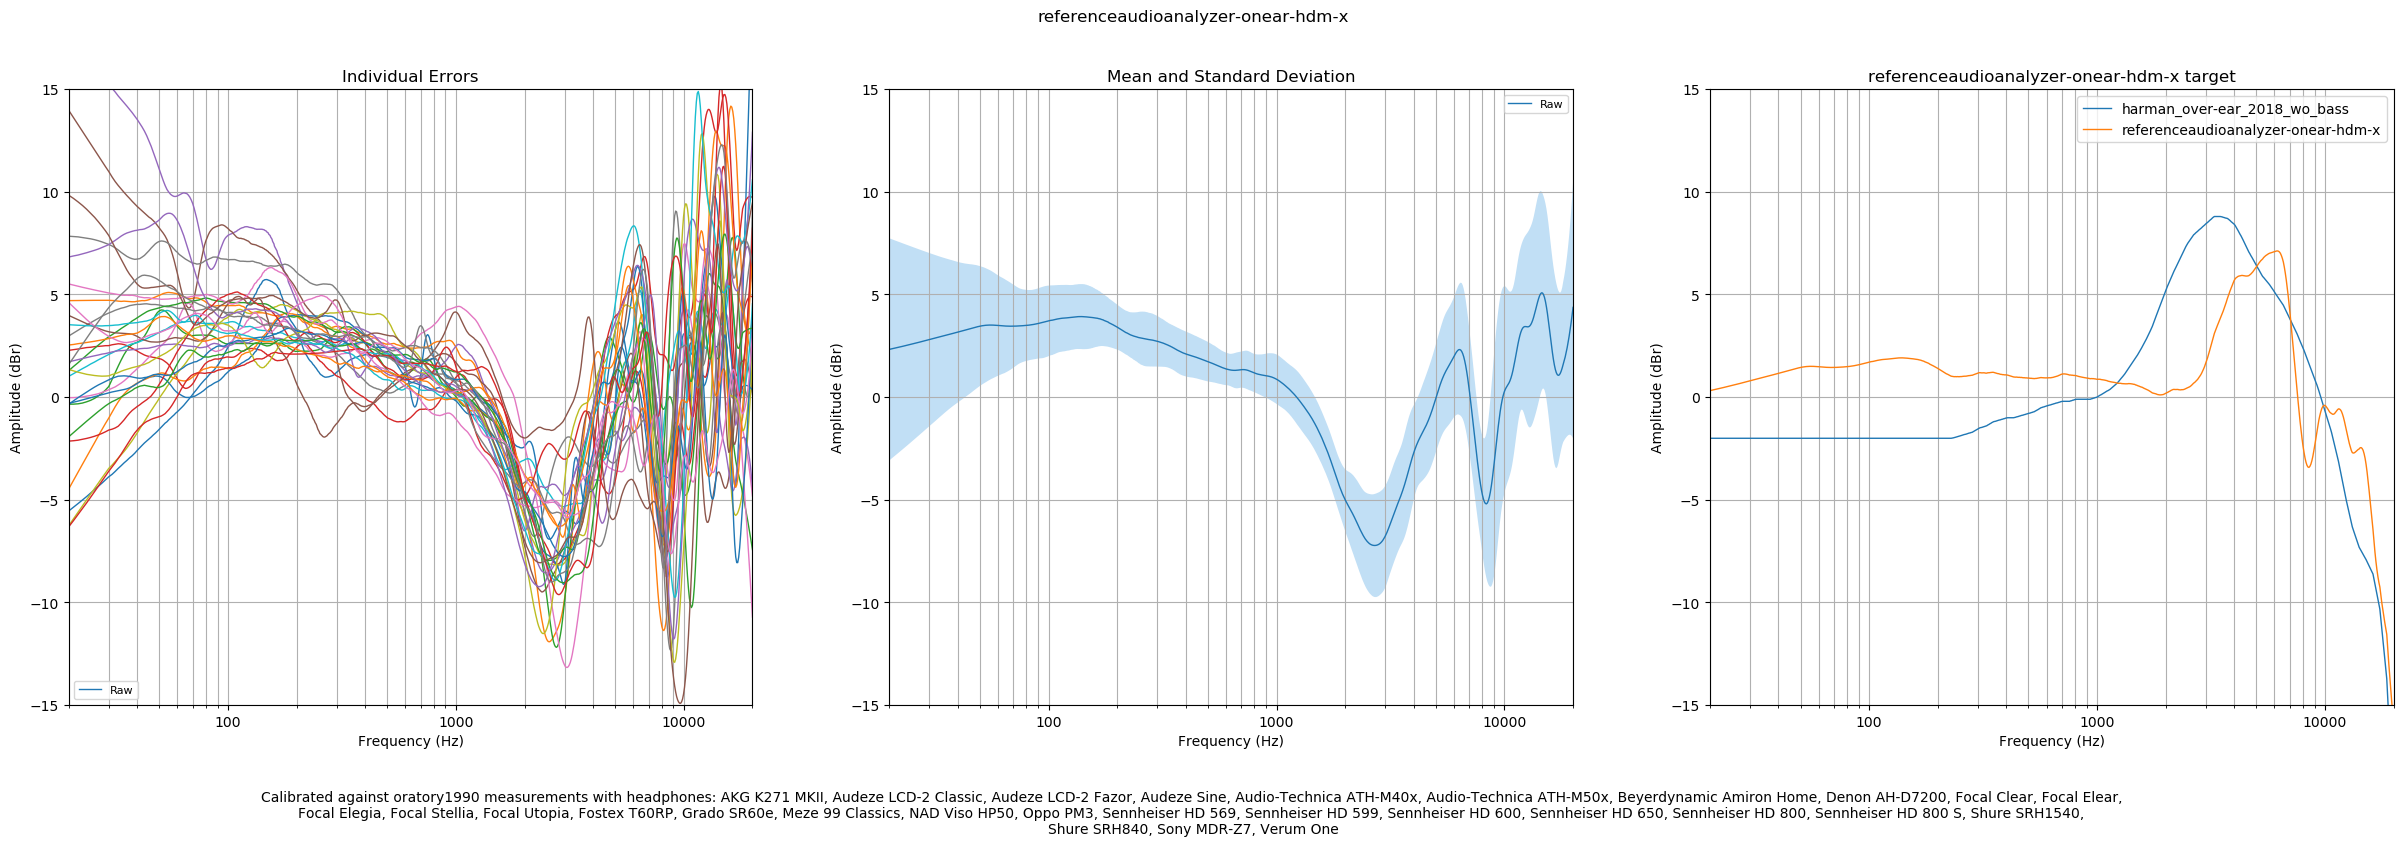 referenceaudioanalyzer-onear-hdm-x
Individual Errors
15
10
5
0
−5
−10
−15
Amplitude (dBr)
Raw
100 1000 10000
Frequency (Hz)
Mean and Standard Deviation
15
10
5
0
−5
−10
−15
Amplitude (dBr)
Raw
100 1000 10000
Frequency (Hz)
referenceaudioanalyzer-onear-hdm-x target
15
10
5
0
−5
−10
−15
Amplitude (dBr)
harman_over-ear_2018_wo_bass
referenceaudioanalyzer-onear-hdm-x
100 1000 10000
Frequency (Hz)
Calibrated against oratory1990 measurements with headphones: AKG K271 MKII, Audeze LCD-2 Classic, Audeze LCD-2 Fazor, Audeze Sine, Audio-Technica ATH-M40x, Audio-Technica ATH-M50x, Beyerdynamic Amiron Home, Denon AH-D7200, Focal Clear, Focal Elear,
Focal Elegia, Focal Stellia, Focal Utopia, Fostex T60RP, Grado SR60e, Meze 99 Classics, NAD Viso HP50, Oppo PM3, Sennheiser HD 569, Sennheiser HD 599, Sennheiser HD 600, Sennheiser HD 650, Sennheiser HD 800, Sennheiser HD 800 S, Shure SRH1540,
Shure SRH840, Sony MDR-Z7, Verum One